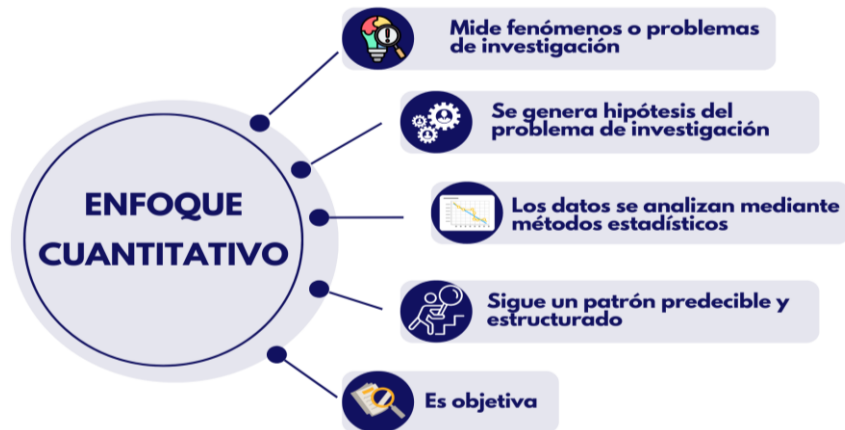 Mide fenómenos o problemas
de investigación
Se genera hipótesis del
problema de investigación
ENFOQUE
CUANTITATIVO
Los datos se analizan mediante
métodos estadísticos
Sigue un patrón predecible y
estructurado
Es objetiva